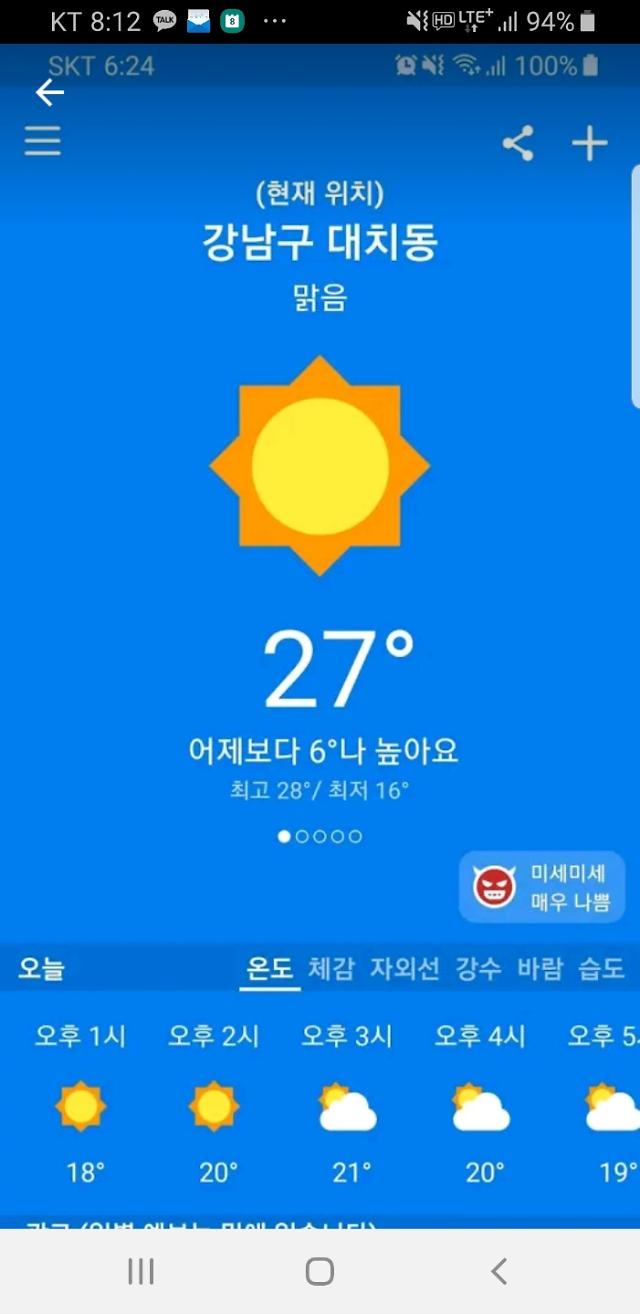 KT 8:12 TALK 8 ... HD LTE+ 94%
SKT 6:24 100%
(현재 위치)
강남구 대치동
맑음
27°
어제보다 6°나 높아요
최고 28°/ 최저 16°
미세미세
매우 나쁨
오늘 온도 체감 자외선 강수 바람 습도
오후 1시 오후 2시 오후 3시 오후 4시 오후 5
18° 20° 21° 20° 19°